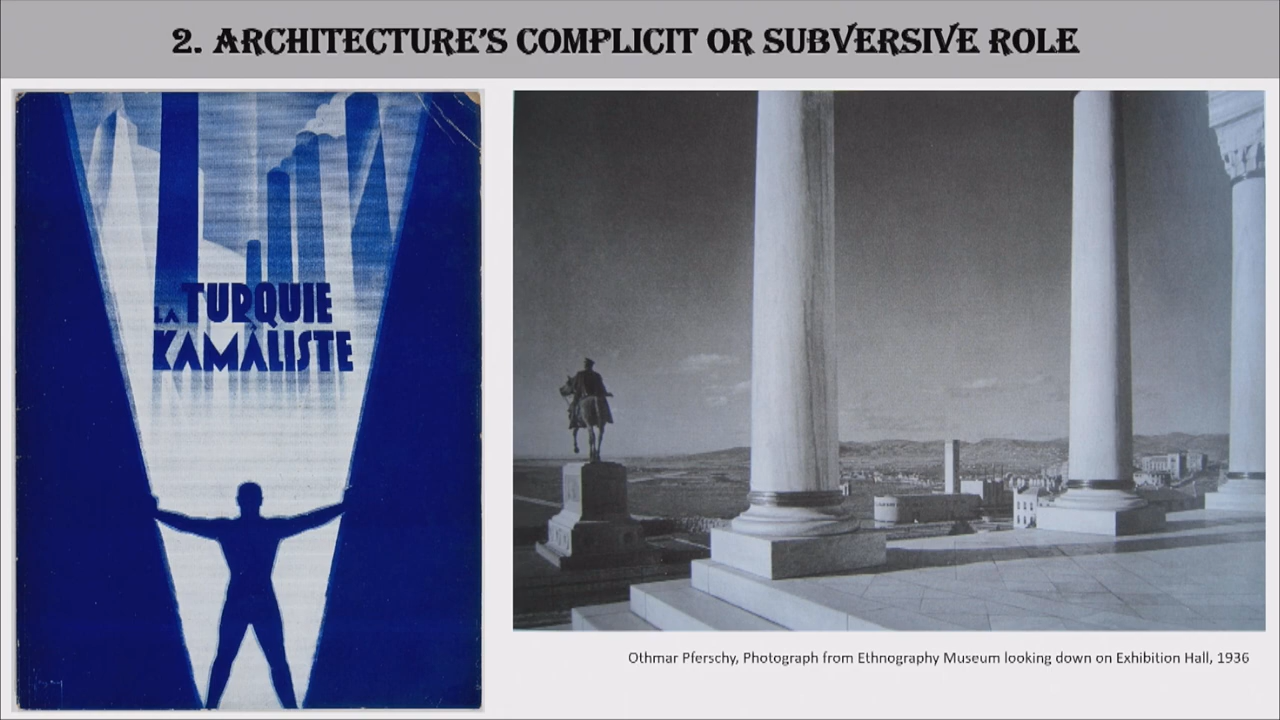 2. ARCHITECTURE'S COMPLICIT OR SUBVERSIVE ROLE
LA TURQUIE
KAMÂLISTE
Othmar Pferschy, Photograph from Ethnography Museum looking down on Exhibition Hall, 1936